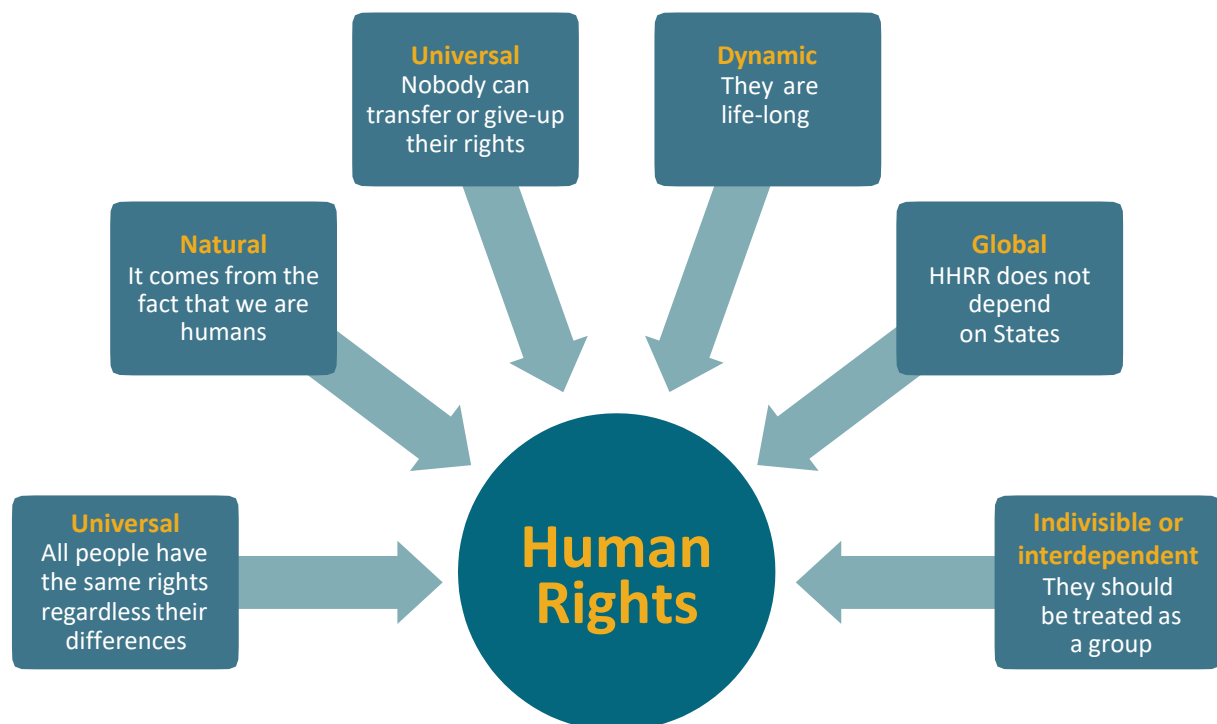 Universal
Nobody can
transfer or give-up
their rights
Dynamic
They are
life-long
Natural
It comes from the
fact that we are
humans
Global
HHRR does not
depend
on States
Universal
All people have
the same rights
regardless their
differences
Human
Rights
Indivisible or
interdependent
They should
be treated as
a group